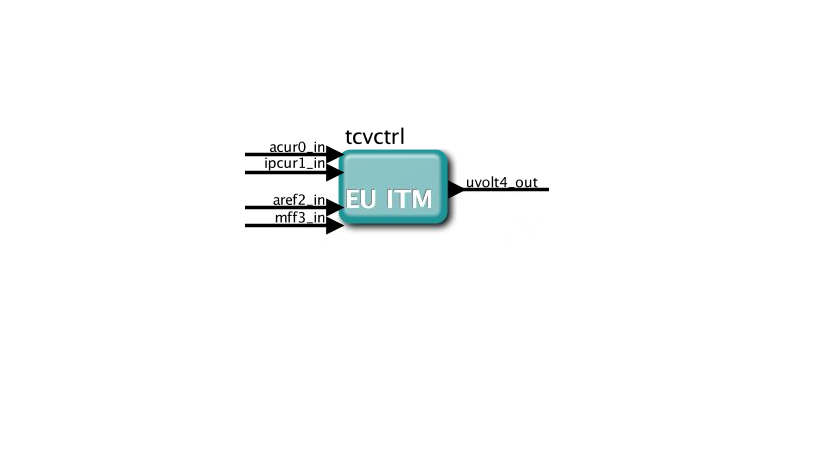 tcvctrl
acur0_in
ipcur1_in
EU ITM
uvolt4_out
aref2_in
mff3_in